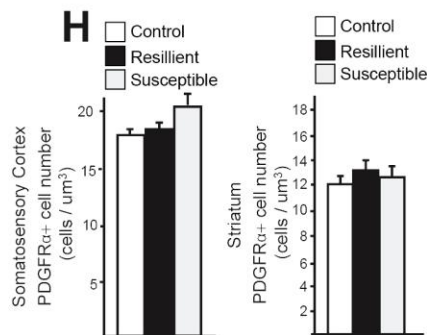 H
Control
Resillient
Susceptible
Somatosensory Cortex
PDGFRα+ cell number
(cells / um3)
20
15
10
5
Control
Resillient
Susceptible
Striatum
PDGFRα+ cell number
(cells / um3)
18
16
14
12
10
8
6
4
2